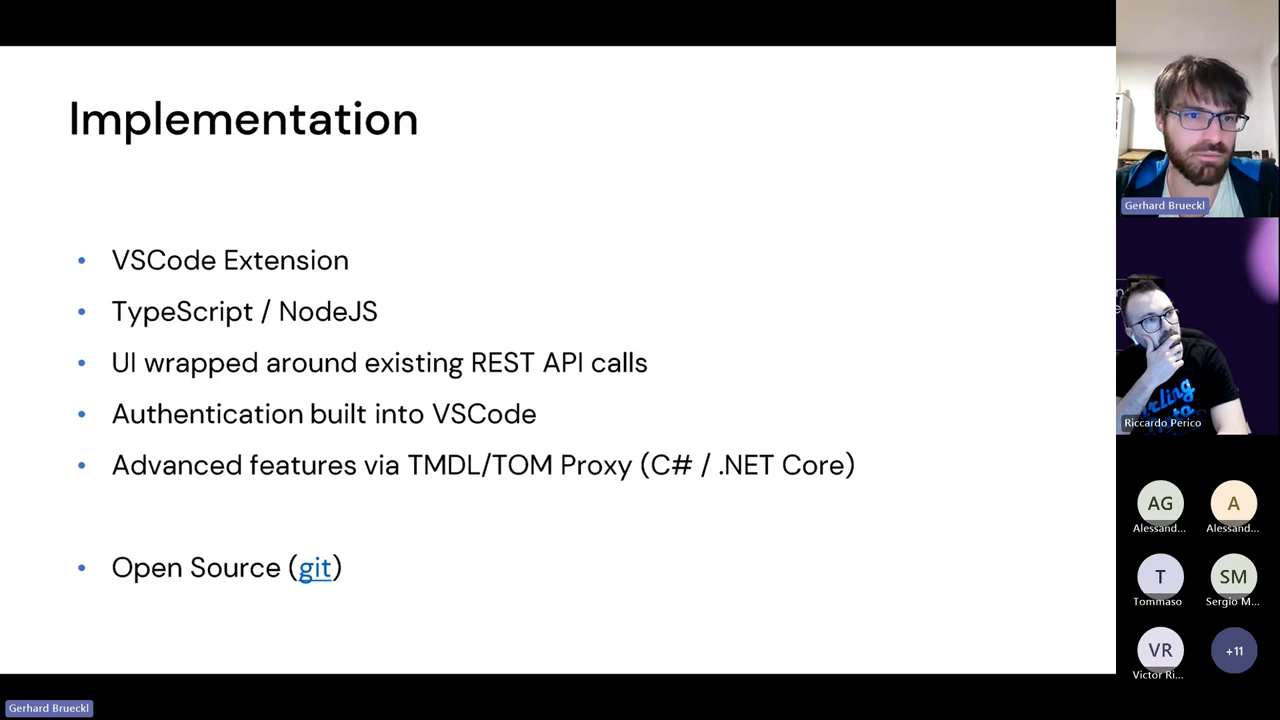 Implementation
• VSCode Extension
• TypeScript / NodeJS
• UI wrapped around existing REST API calls
• Authentication built into VSCode
• Advanced features via TMDL/TOM Proxy (C# / .NET Core)
• Open Source (git)
Gerhard Brueckl
Riccardo Perico
AG
A
Alessand...
Alessand...
T
SM
Tommaso
Sergio M...
VR
+11
Victor Ri...
Gerhard Brueckl